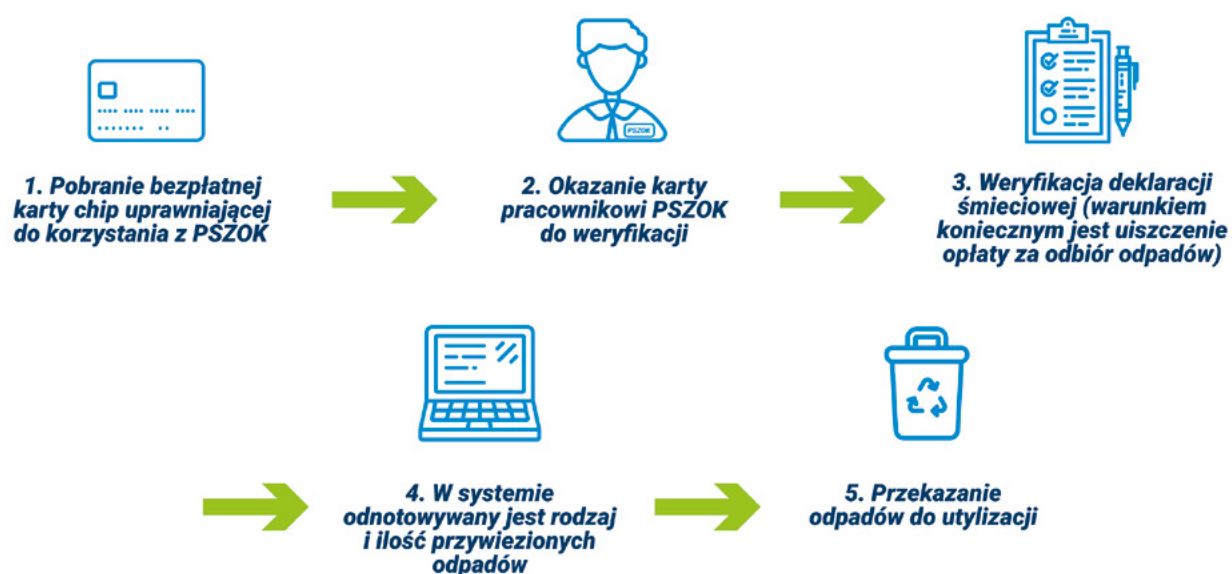 PSZOK
1. Pobranie bezpłatnej
karty chip uprawniającej
do korzystania z PSZOK
2. Okazanie karty
pracownikowi PSZOK
do weryfikacji
3. Weryfikacja deklaracji
śmieciowej (warunkiem
koniecznym jest uiszczenie
opłaty za odbiór odpadów)
4. W systemie
odnotowywany jest rodzaj
i ilość przywiezionych
odpadów
5. Przekazanie
odpadów do utylizacji